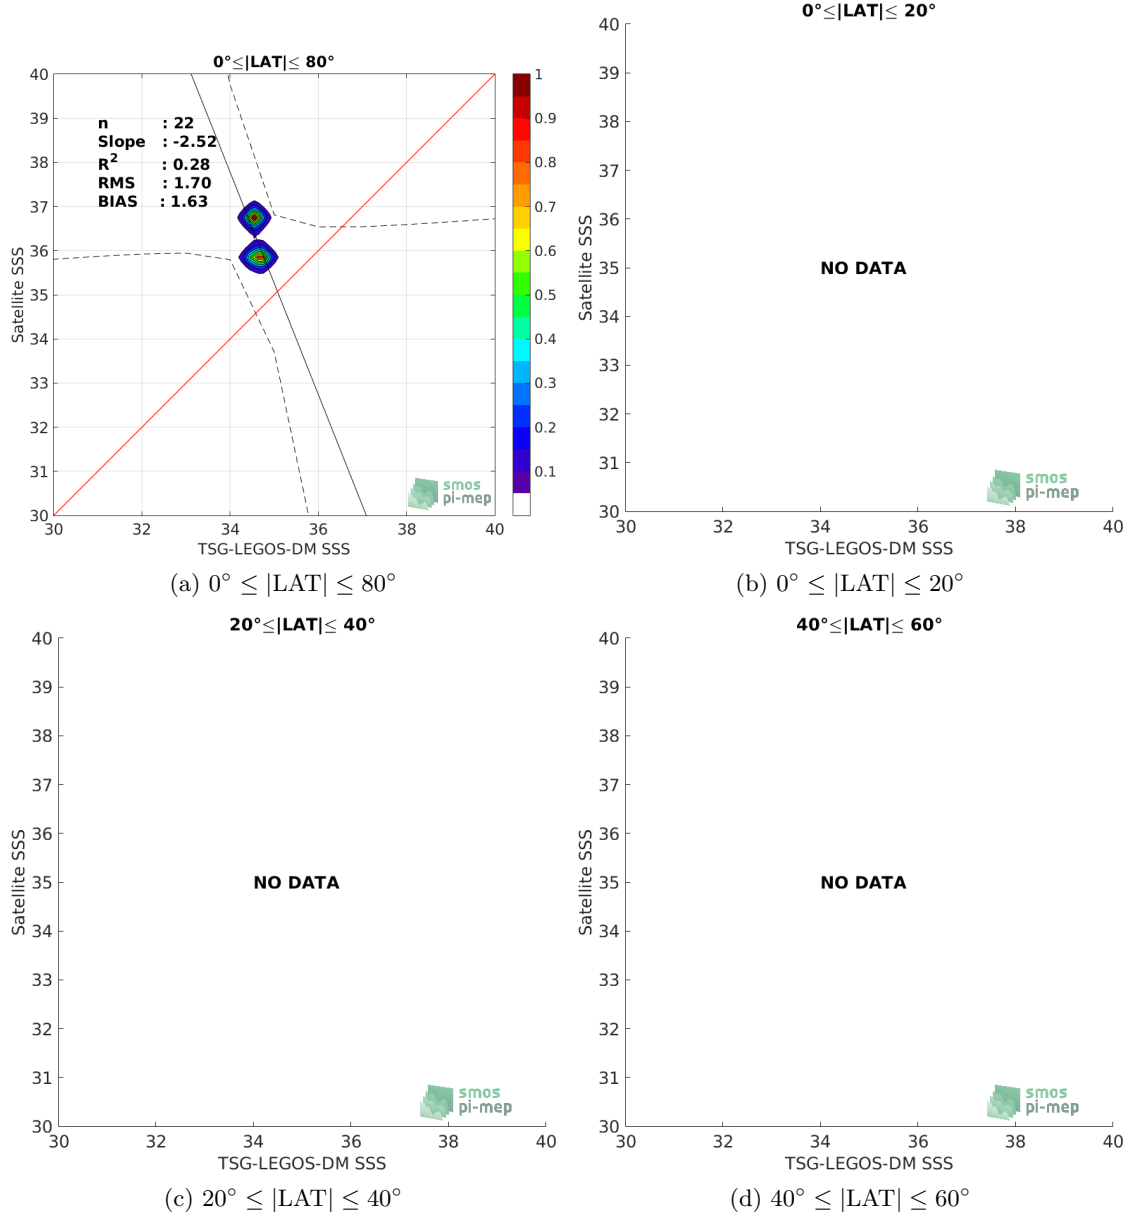 0°≤|LAT|≤ 80°
n : 22
Slope : -2.52
R² : 0.28
RMS : 1.70
BIAS : 1.63
40
39
38
37
36
35
34
33
32
31
30
Satellite SSS
30 32 34 36 38 40
TSG-LEGOS-DM SSS
1
0.9
0.8
0.7
0.6
0.5
0.4
0.3
0.2
0.1
smos
pi-mep
(a) 0° ≤ |LAT| ≤ 80°
0°≤|LAT|≤ 20°
40
39
38
37
36
35
34
33
32
31
30
Satellite SSS
NO DATA
smos
pi-mep
30 32 34 36 38 40
TSG-LEGOS-DM SSS
(b) 0° ≤ |LAT| ≤ 20°
20°≤|LAT|≤ 40°
40
39
38
37
36
35
34
33
32
31
30
Satellite SSS
NO DATA
smos
pi-mep
30 32 34 36 38 40
TSG-LEGOS-DM SSS
(c) 20° ≤ |LAT| ≤ 40°
40°≤|LAT|≤ 60°
40
39
38
37
36
35
34
33
32
31
30
Satellite SSS
NO DATA
smos
pi-mep
30 32 34 36 38 40
TSG-LEGOS-DM SSS
(d) 40° ≤ |LAT| ≤ 60°